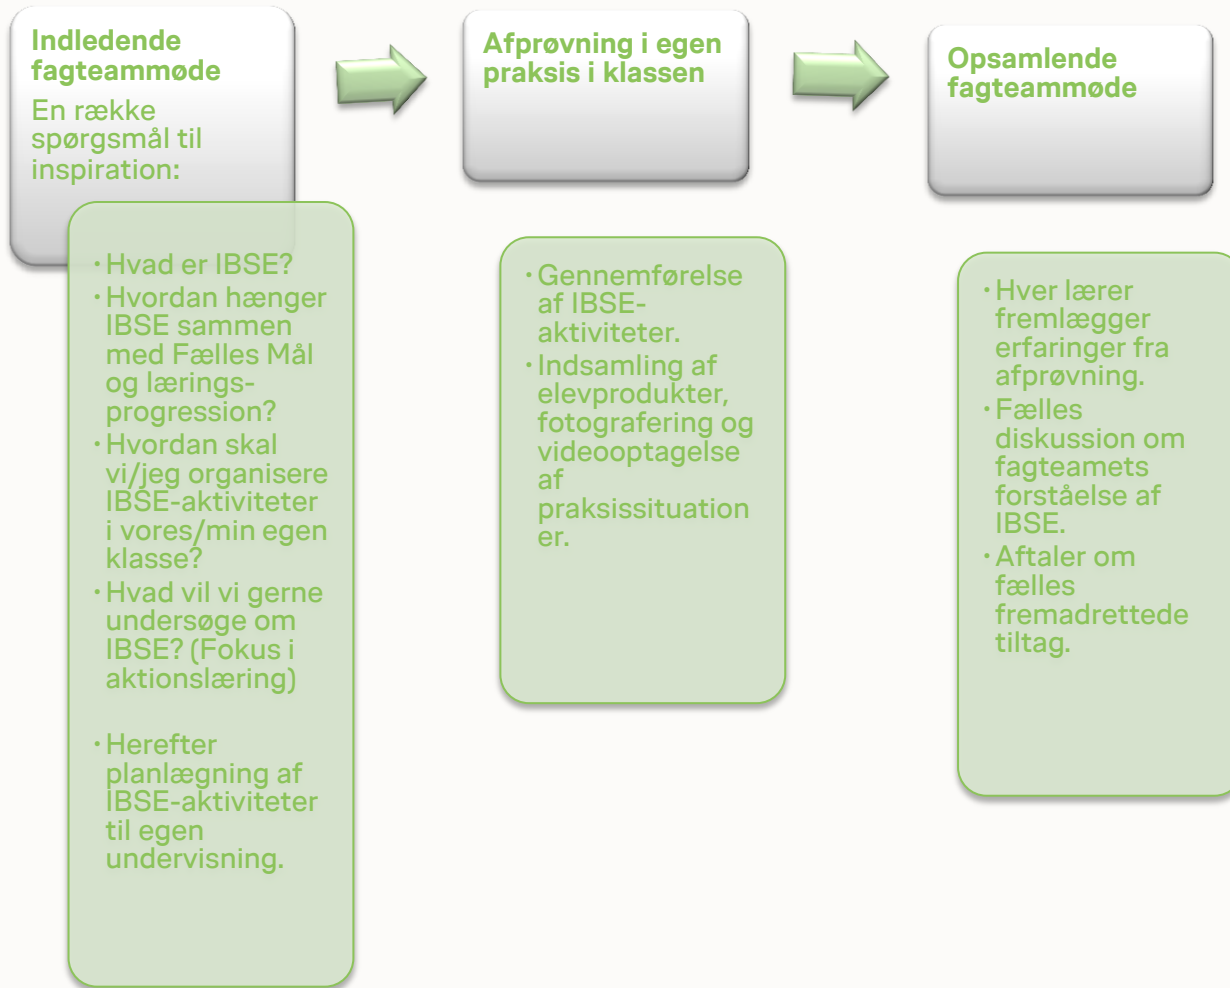 Indledende
fagteammøde
En række
spørgsmål til
inspiration:
· Hvad er IBSE?
· Hvordan hænger
IBSE sammen
med Fælles Mål
og lærings-
progression?
· Hvordan skal
vi/jeg organisere
IBSE-aktiviteter
i vores/min egen
klasse?
· Hvad vil vi gerne
undersøge om
IBSE? (Fokus i
aktionslæring)
· Herefter
planlægning af
IBSE-aktiviteter
til egen
undervisning.
Afprøvning i egen
praksis i klassen
· Gennemførelse
af IBSE-
aktiviteter.
· Indsamling af
elevprodukter,
fotografering og
videooptagelse
af
praksissituation
er.
Opsamlende
fagteammøde
· Hver lærer
fremlægger
erfaringer fra
afprøvning.
· Fælles
diskussion om
fagteamets
forståelse af
IBSE.
· Aftaler om
fælles
fremadrettede
tiltag.